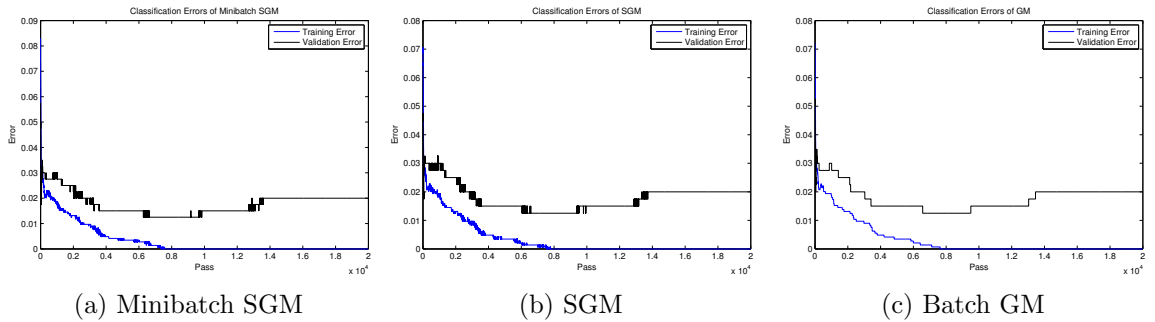 Classification Errors of Minibatch SGM
0.09
0.08
0.07
0.06
0.05
0.04
0.03
0.02
0.01
0
Error
Training Error
Validation Error
0 0.2 0.4 0.6 0.8 1 1.2 1.4 1.6 1.8 2
Pass
x 10^4
(a) Minibatch SGM
Classification Errors of SGM
0.08
0.07
0.06
0.05
0.04
0.03
0.02
0.01
0
Error
Training Error
Validation Error
0 0.2 0.4 0.6 0.8 1 1.2 1.4 1.6 1.8 2
Pass
x 10^4
(b) SGM
Classification Errors of GM
0.08
0.07
0.06
0.05
0.04
0.03
0.02
0.01
0
Error
Training Error
Validation Error
0 0.2 0.4 0.6 0.8 1 1.2 1.4 1.6 1.8 2
Pass
x 10^4
(c) Batch GM